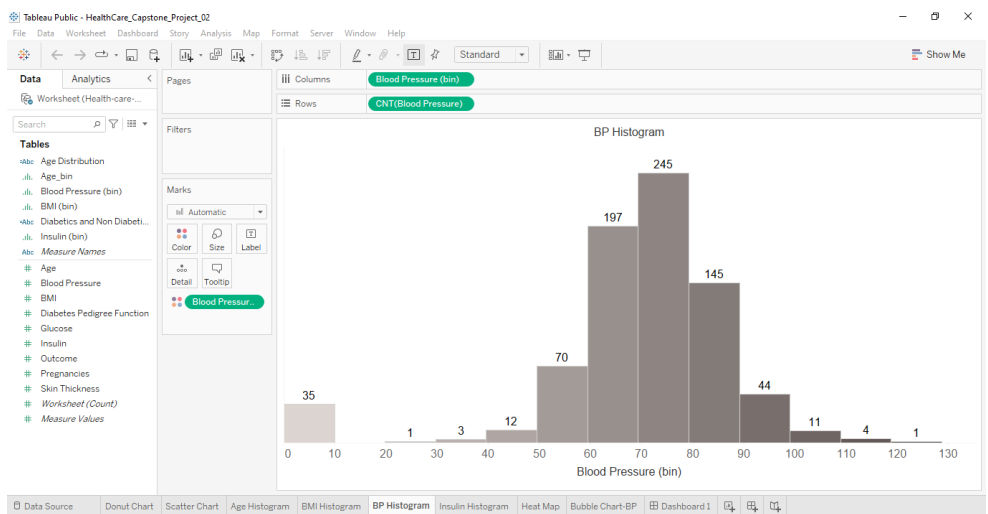 Tableau Public - HealthCare_Capstone_Project_02
File Data Worksheet Dashboard Story Analysis Map Format Server Window Help
Standard
Show Me
Data Analytics
Worksheet (Health-care-...
Search
Tables
Abc Age Distribution
Age_bin
Blood Pressure (bin)
BMI (bin)
Abc Diabetics and Non Diabeti...
Insulin (bin)
Abc Measure Names
# Age
# Blood Pressure
# BMI
# Diabetes Pedigree Function
# Glucose
# Insulin
# Outcome
# Pregnancies
# Skin Thickness
# Worksheet (Count)
# Measure Values
Pages
Filters
Marks
Automatic
Color Size Label
Detail Tooltip
Blood Pressur..
Columns Blood Pressure (bin)
Rows CNT(Blood Pressure)
BP Histogram
35 1 3 12 70 197 245 145 44 11 4 1
0 10 20 30 40 50 60 70 80 90 100 110 120 130
Blood Pressure (bin)
Data Source Donut Chart Scatter Chart Age Histogram BMI Histogram BP Histogram Insulin Histogram Heat Map Bubble Chart-BP Dashboard 1